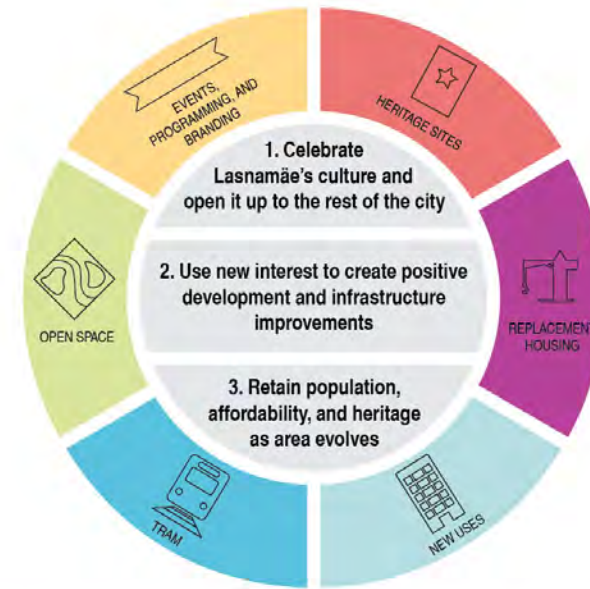 EVENTS,
PROGRAMMING, AND
BRANDING
HERITAGE SITES
1. Celebrate
Lasnamäe's culture and
open it up to the rest of the city
OPEN SPACE
2. Use new interest to create positive
development and infrastructure
improvements
REPLACEMENT
HOUSING
3. Retain population,
affordability, and heritage
as area evolves
TRAM
NEW USES